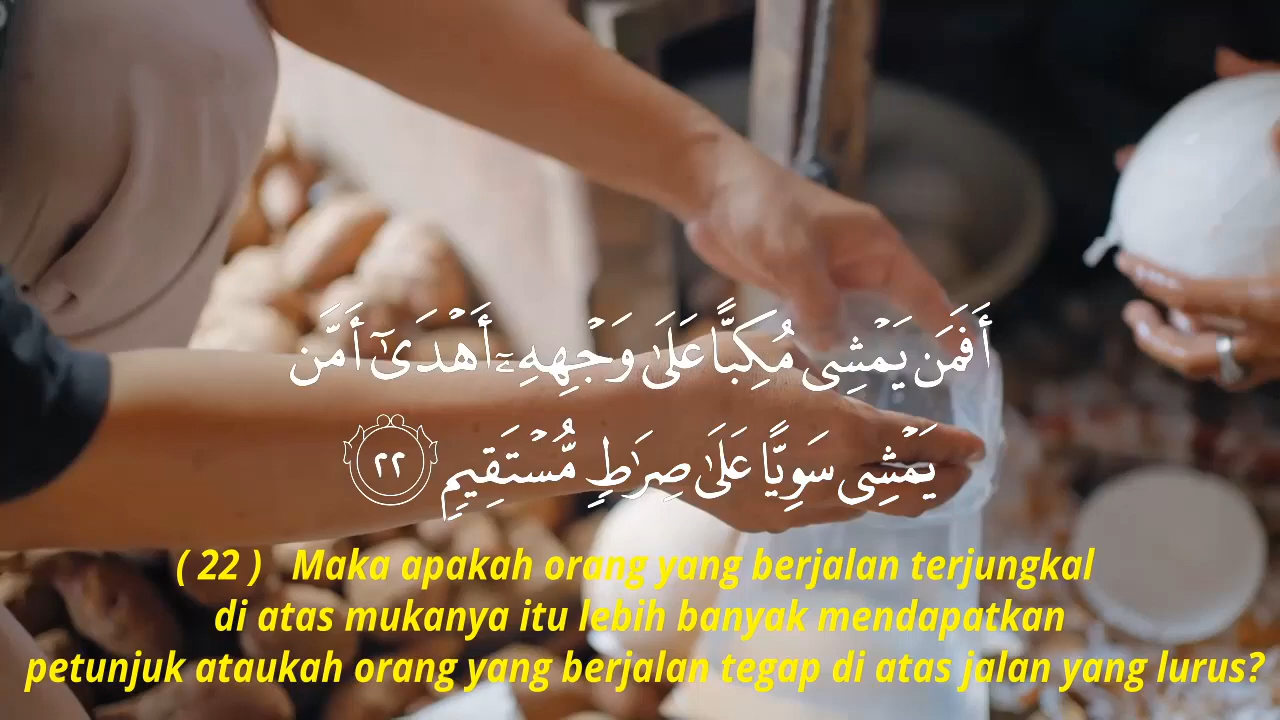 أَفَمَن يَمۡشِي مُكِبًّا عَلَىٰ وَجۡهِهِۦٓ أَهۡدَىٰٓ أَمَّن
يَمۡشِي سَوِيًّا عَلَىٰ صِرَٰطٍ مُّسۡتَقِيمٍ ٢٢
( 22 ) Maka apakah orang yang berjalan terjungkal
di atas mukanya itu lebih banyak mendapatkan
petunjuk ataukah orang yang berjalan tegap di atas jalan yang lurus?